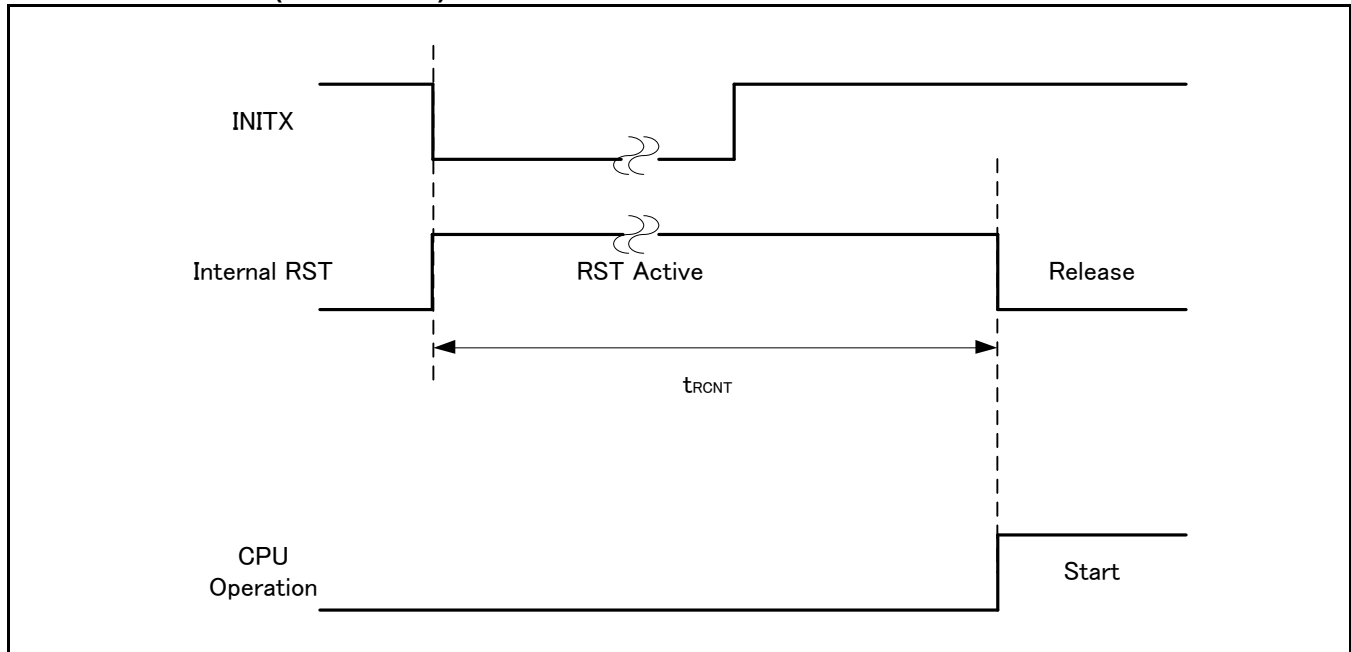 INITX
Internal RST
RST Active
Release
tRCNT
CPU
Operation
Start